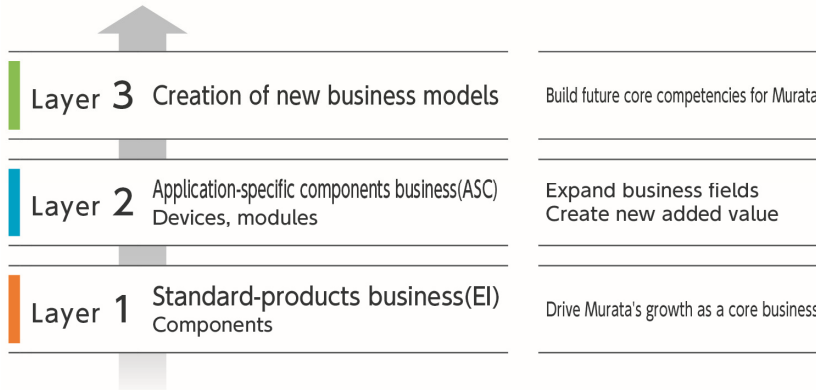 Layer 3 Creation of new business models
Build future core competencies for Murata
Layer 2 Application-specific components business(ASC)
Devices, modules
Expand business fields
Create new added value
Layer 1 Standard-products business(EI)
Components
Drive Murata's growth as a core business